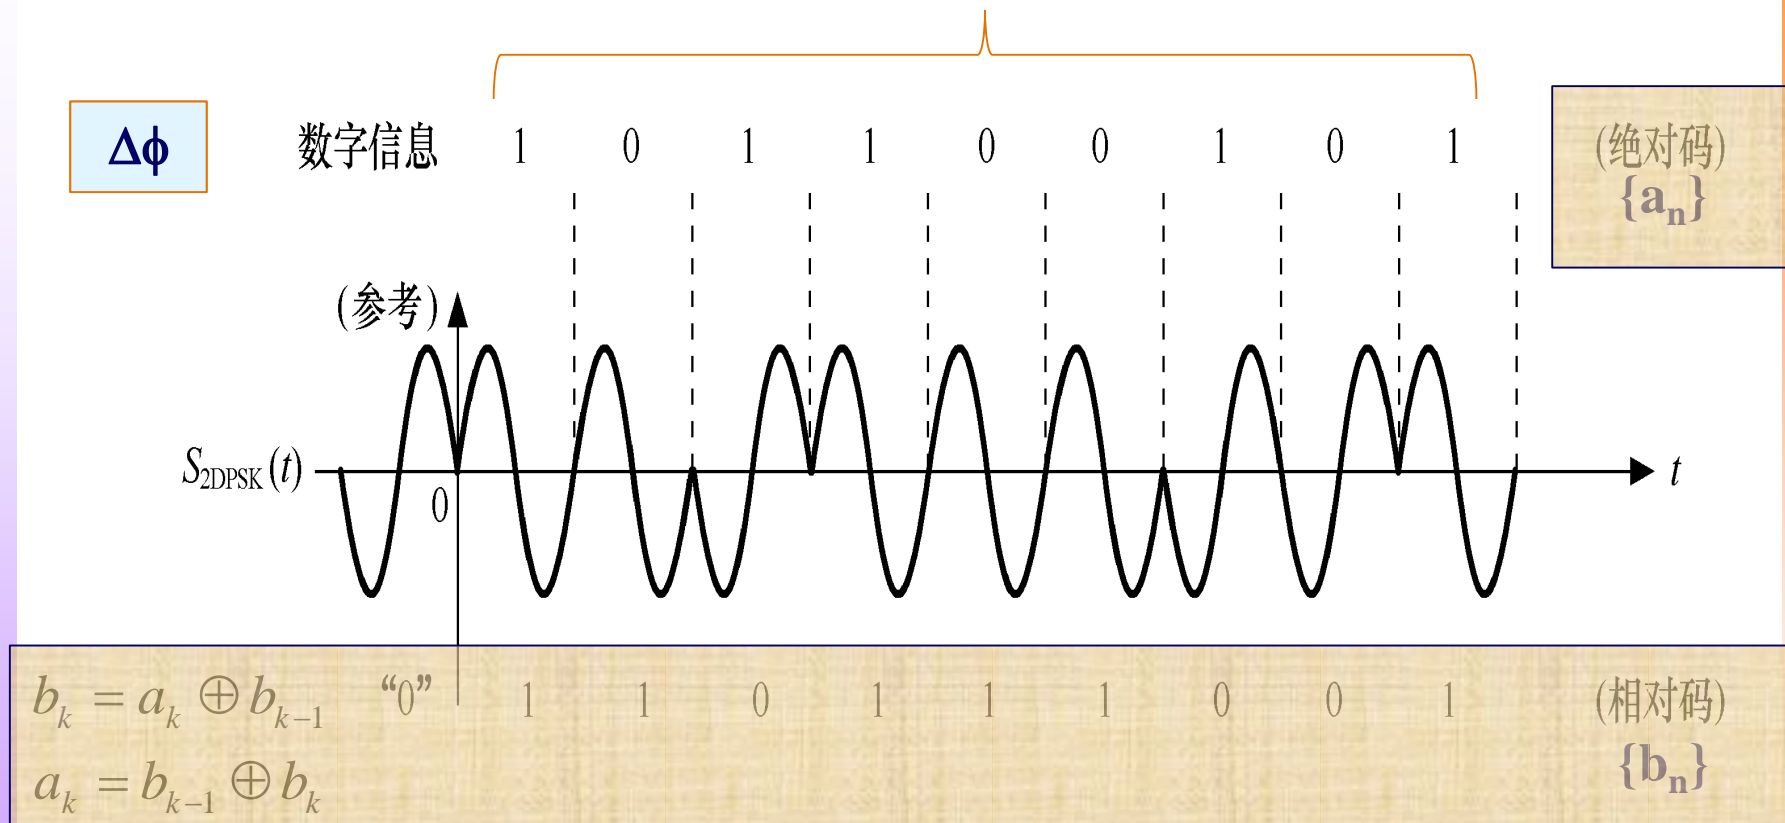 Δϕ
数字信息 1 0 1 1 0 0 1 0 1 (绝对码)
{aₙ}
(参考)
S₂DPSK(t)
0
t
bₖ = aₖ ⊕ bₖ₋₁ “0” 1 1 0 1 1 1 0 0 1 (相对码)
aₖ = bₖ₋₁ ⊕ bₖ {bₙ}